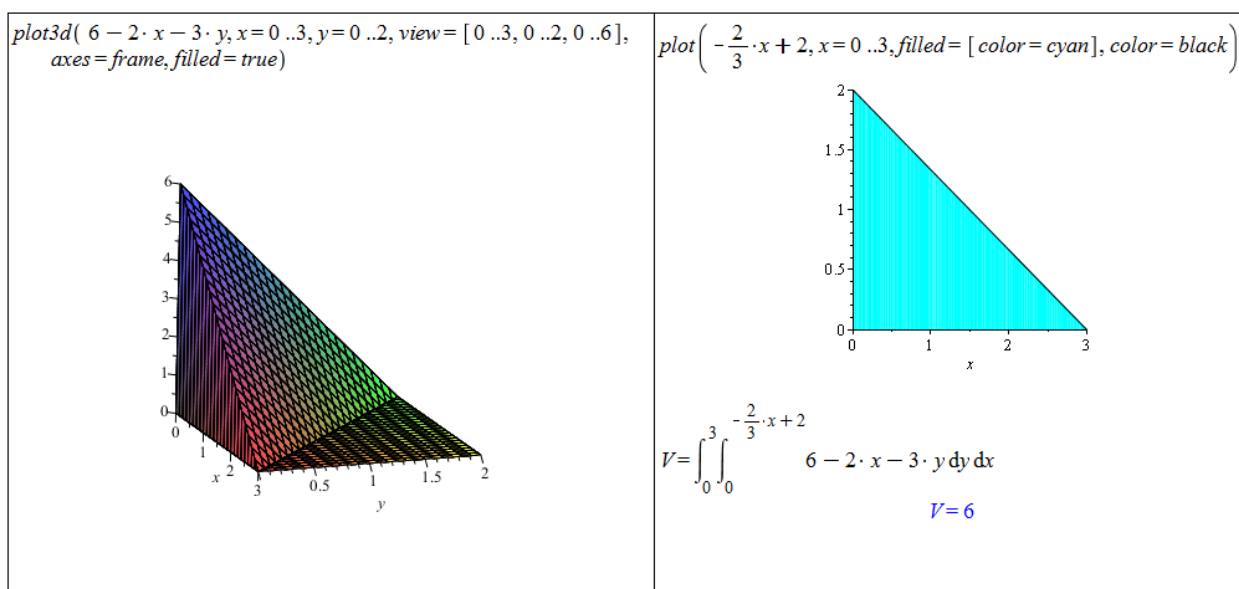 plot3d( 6 − 2· x − 3· y, x = 0 ..3, y = 0 ..2, view = [ 0 ..3, 0 ..2, 0 ..6],
axes = frame, filled = true)
6
5
4
3
2
1
0
0
1
x 2
3
0.5
1
1.5
2
y
plot( −2/3 ·x + 2, x = 0 ..3, filled = [ color = cyan], color = black)
2
1.5
1
0.5
0
0 1 2 3
x
V = ∫₀³ ∫₀^(−2/3 ·x + 2) 6 − 2· x − 3· y dy dx
V = 6